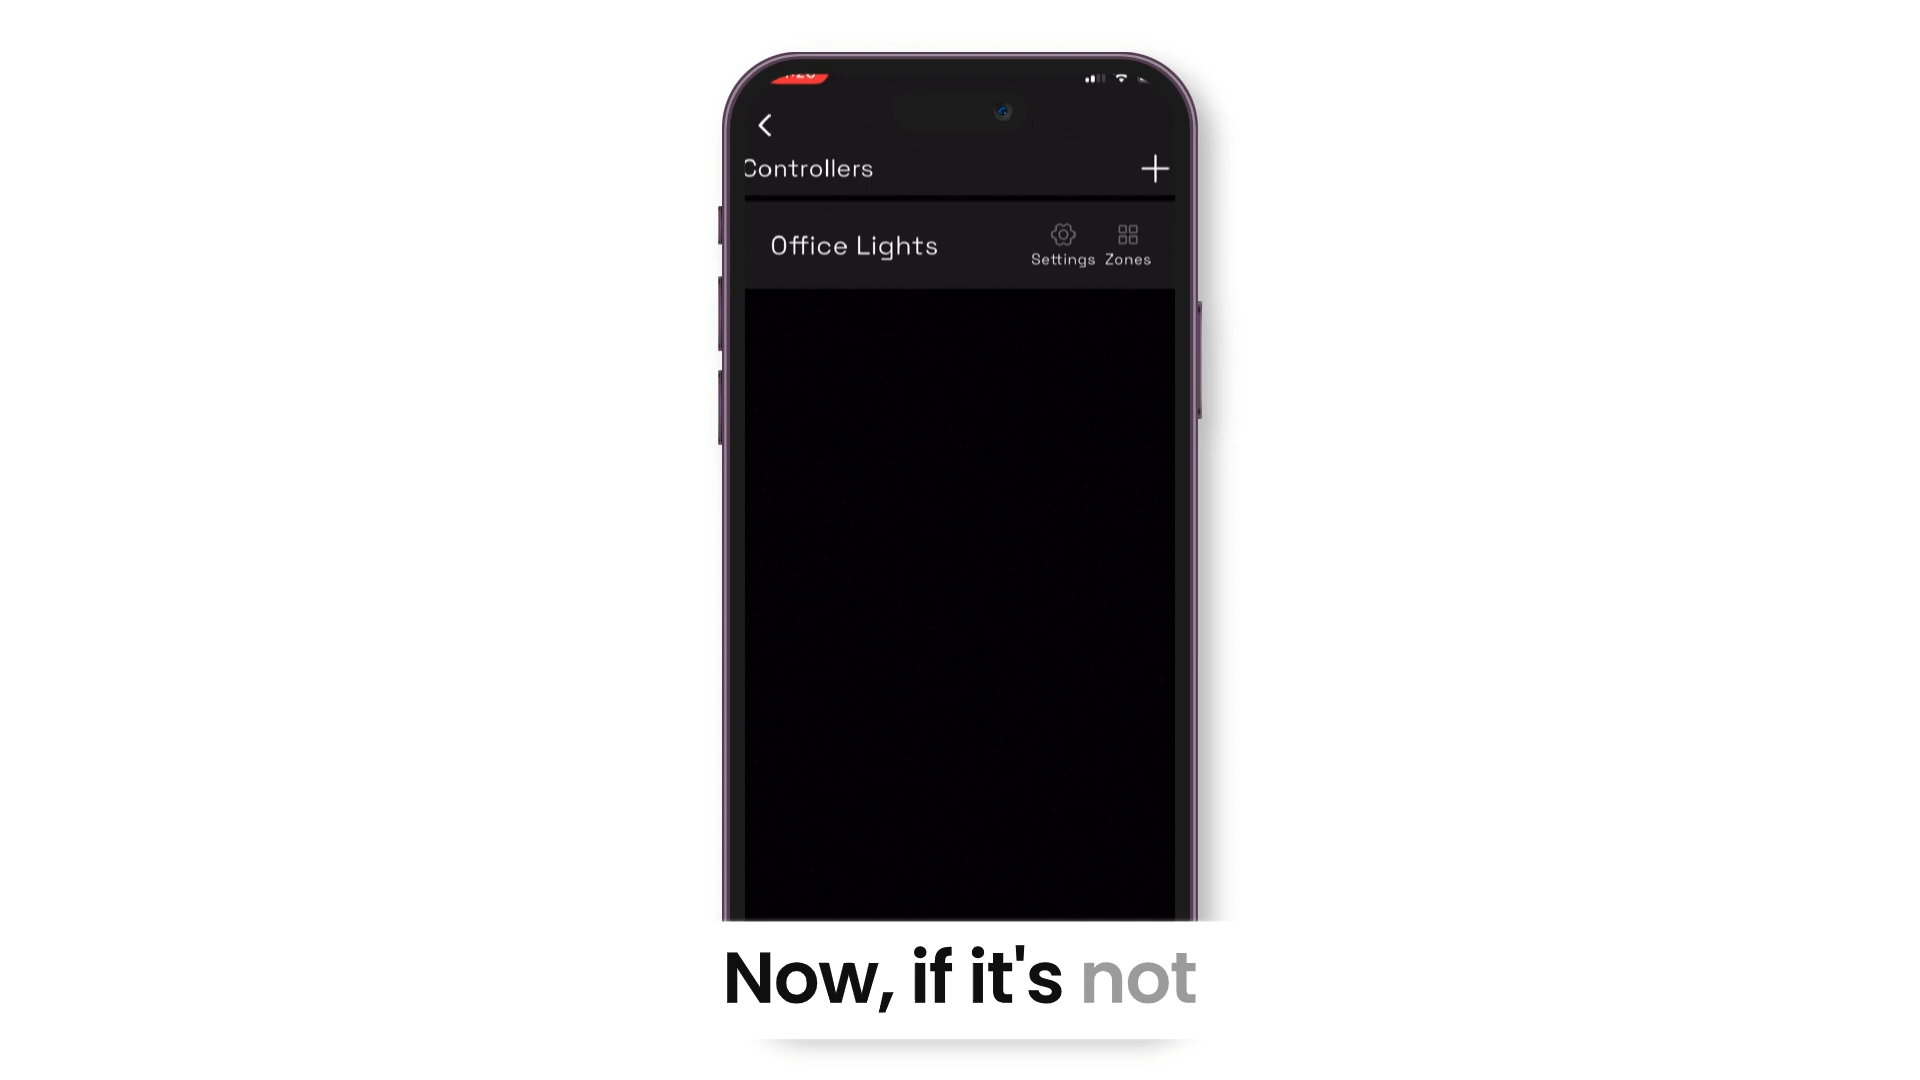 Controllers
Office Lights
Settings Zones
Now, if it's not